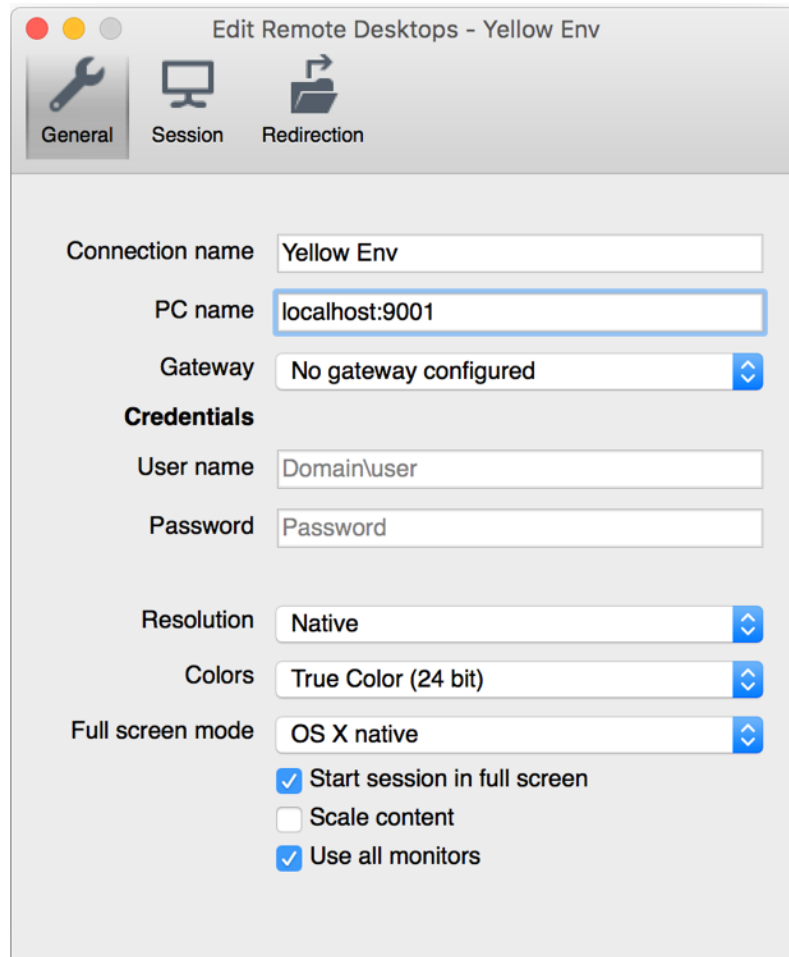 Edit Remote Desktops - Yellow Env
General Session Redirection
Connection name Yellow Env
PC name localhost:9001
Gateway No gateway configured
Credentials
User name Domain\user
Password Password
Resolution Native
Colors True Color (24 bit)
Full screen mode OS X native
Start session in full screen
Scale content
Use all monitors